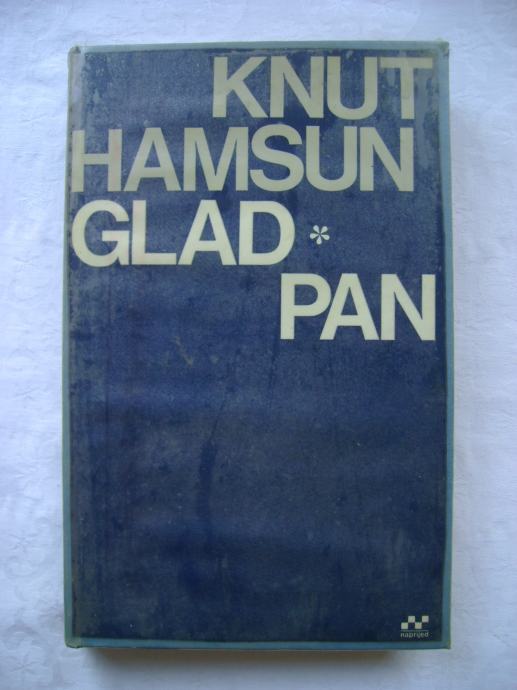 KNUT
HAMSUN
GLAD *
PAN
naprijed